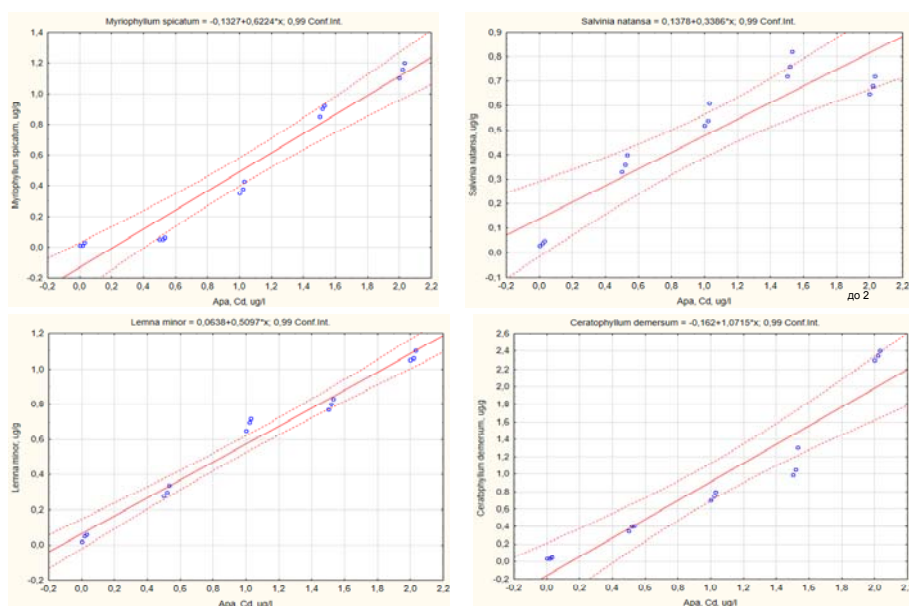 Myriophyllum spicatum = -0,1327+0,6224*x; 0,99 Conf.Int.
1,4
1,2
1,0
0,8
0,6
0,4
0,2
0,0
-0,2
Myriophyllum spicatum, ug/g
-0,2 0,0 0,2 0,4 0,6 0,8 1,0 1,2 1,4 1,6 1,8 2,0 2,2
Apa, Cd, ug/l
Salvinia natansa = 0,1378+0,3386*x; 0,99 Conf.Int.
0,9
0,8
0,7
0,6
0,5
0,4
0,3
0,2
0,1
0,0
-0,1
Salvinia natansa, ug/g
-0,2 0,0 0,2 0,4 0,6 0,8 1,0 1,2 1,4 1,6 1,8 2,0 2,2
Apa, Cd, ug/l
до 2
Lemna minor = 0,0638+0,5097*x; 0,99 Conf.Int.
1,2
1,0
0,8
0,6
0,4
0,2
0,0
-0,2
Lemna minor, ug/g
-0,2 0,0 0,2 0,4 0,6 0,8 1,0 1,2 1,4 1,6 1,8 2,0 2,2
Apa, Cd, ug/l
Ceratophyllum demersum = -0,162+1,0715*x; 0,99 Conf.Int.
2,6
2,4
2,2
2,0
1,8
1,6
1,4
1,2
1,0
0,8
0,6
0,4
0,2
0,0
-0,2
Ceratophyllum demersum, ug/g
-0,2 0,0 0,2 0,4 0,6 0,8 1,0 1,2 1,4 1,6 1,8 2,0 2,2
Apa, Cd, ug/l